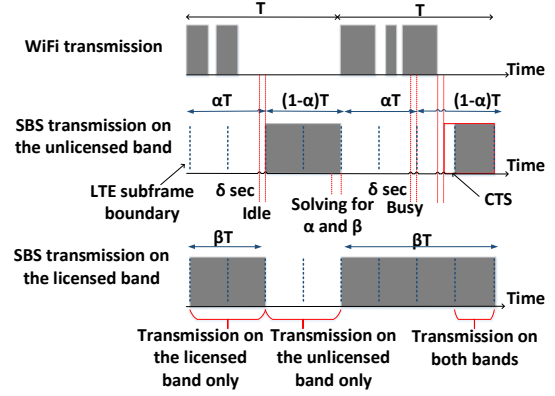 T T
WiFi transmission
Time
αT (1-α)T αT (1-α)T
SBS transmission on
the unlicensed band
Time
LTE subframe
boundary
δ sec
Idle
Solving for
α and β
δ sec
Busy
CTS
βT βT
SBS transmission on
the licensed band
Time
Transmission on
the licensed
band only
Transmission on
the unlicensed
band only
Transmission on
both bands